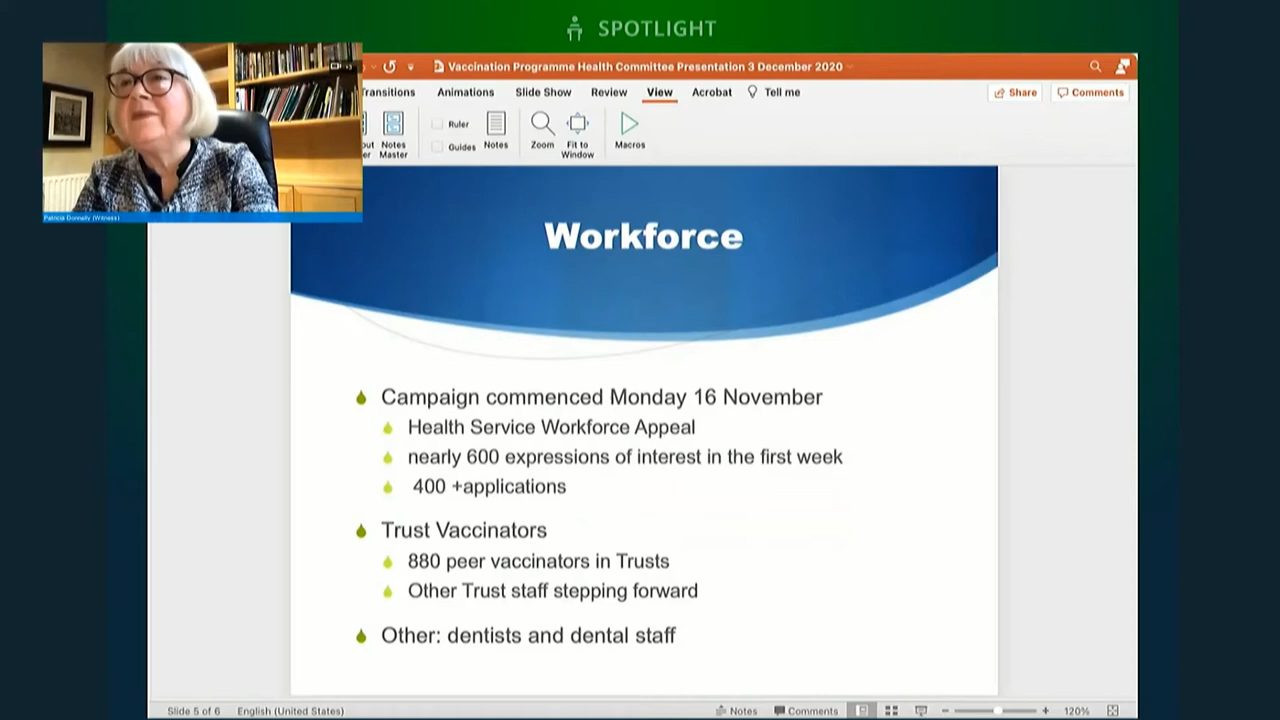 SPOTLIGHT
Vaccination Programme Health Committee Presentation 3 December 2020
Transitions Animations Slide Show Review View Acrobat Tell me Share Comments
Ruler
Guides
Notes Master
Notes
Zoom
Fit to Window
Macros
Patricia Donnelly (Witness)
Workforce
Campaign commenced Monday 16 November
Health Service Workforce Appeal
nearly 600 expressions of interest in the first week
400 +applications
Trust Vaccinators
880 peer vaccinators in Trusts
Other Trust staff stepping forward
Other: dentists and dental staff
Slide 5 of 6 English (United States) Notes Comments 120%